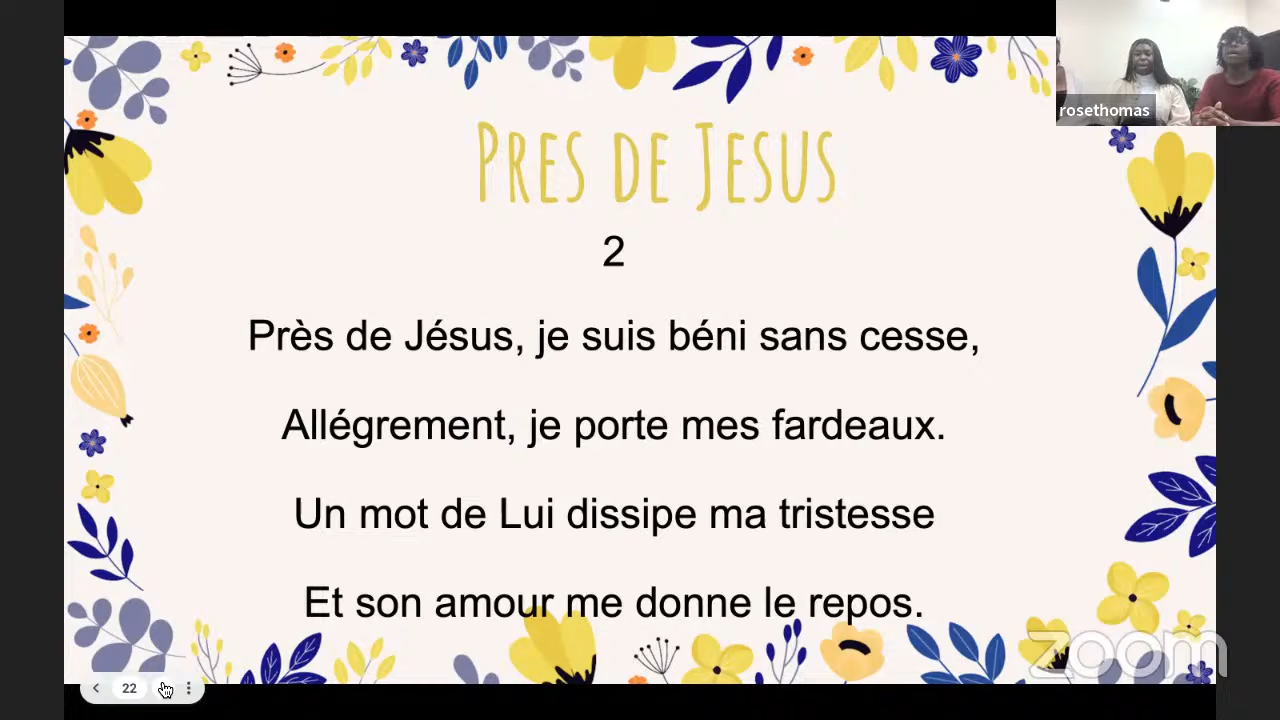 rosethomas
PRES DE JESUS
2
Près de Jésus, je suis béni sans cesse,
Allégrement, je porte mes fardeaux.
Un mot de Lui dissipe ma tristesse
Et son amour me donne le repos.
zoom
22